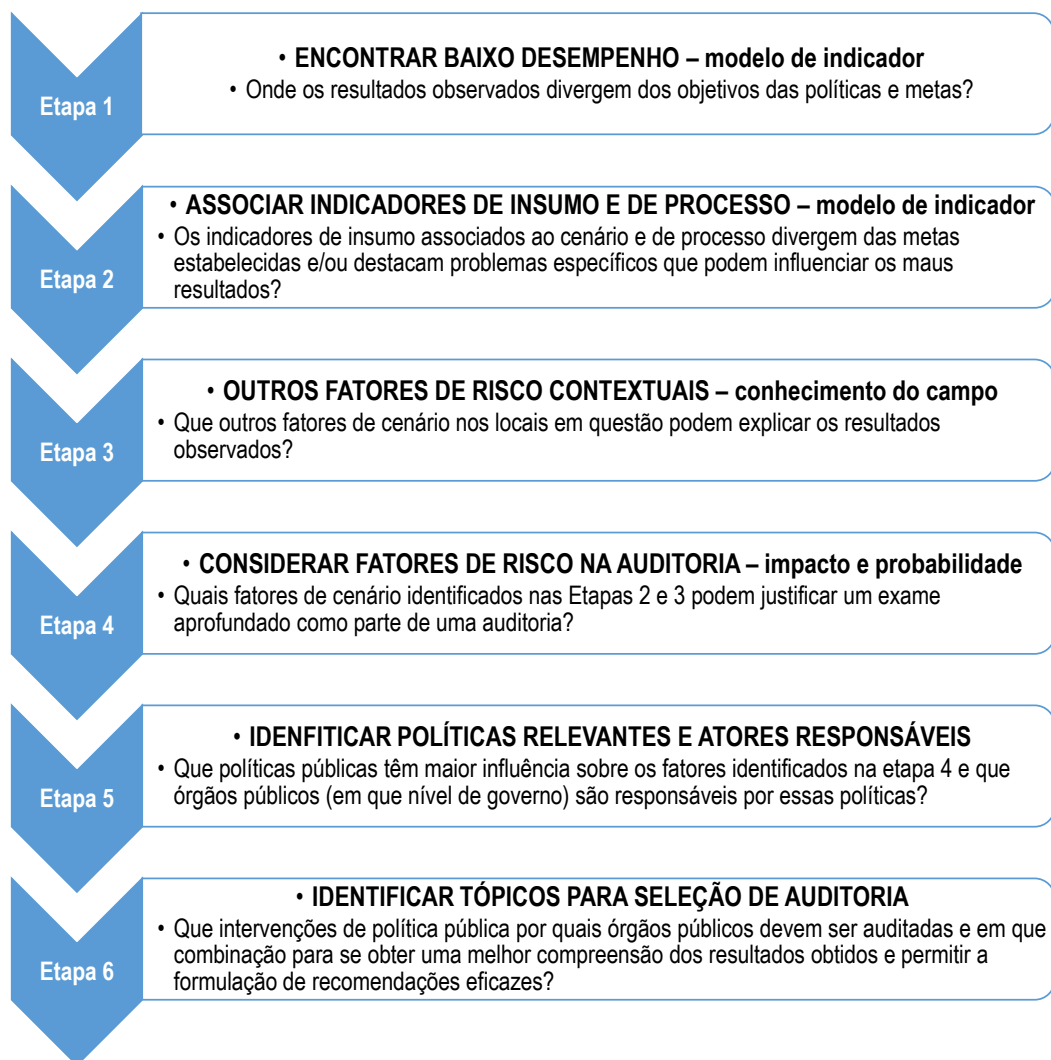 • ENCONTRAR BAIXO DESEMPENHO – modelo de indicador
• Onde os resultados observados divergem dos objetivos das políticas e metas?
Etapa 1
• ASSOCIAR INDICADORES DE INSUMO E DE PROCESSO – modelo de indicador
• Os indicadores de insumo associados ao cenário e de processo divergem das metas
estabelecidas e/ou destacam problemas específicos que podem influenciar os maus
resultados?
Etapa 2
• OUTROS FATORES DE RISCO CONTEXTUAIS – conhecimento do campo
• Que outros fatores de cenário nos locais em questão podem explicar os resultados
observados?
Etapa 3
• CONSIDERAR FATORES DE RISCO NA AUDITORIA – impacto e probabilidade
• Quais fatores de cenário identificados nas Etapas 2 e 3 podem justificar um exame
aprofundado como parte de uma auditoria?
Etapa 4
• IDENFITICAR POLÍTICAS RELEVANTES E ATORES RESPONSÁVEIS
• Que políticas públicas têm maior influência sobre os fatores identificados na etapa 4 e que
órgãos públicos (em que nível de governo) são responsáveis por essas políticas?
Etapa 5
• IDENTIFICAR TÓPICOS PARA SELEÇÃO DE AUDITORIA
• Que intervenções de política pública por quais órgãos públicos devem ser auditadas e em que
combinação para se obter uma melhor compreensão dos resultados obtidos e permitir a
formulação de recomendações eficazes?
Etapa 6